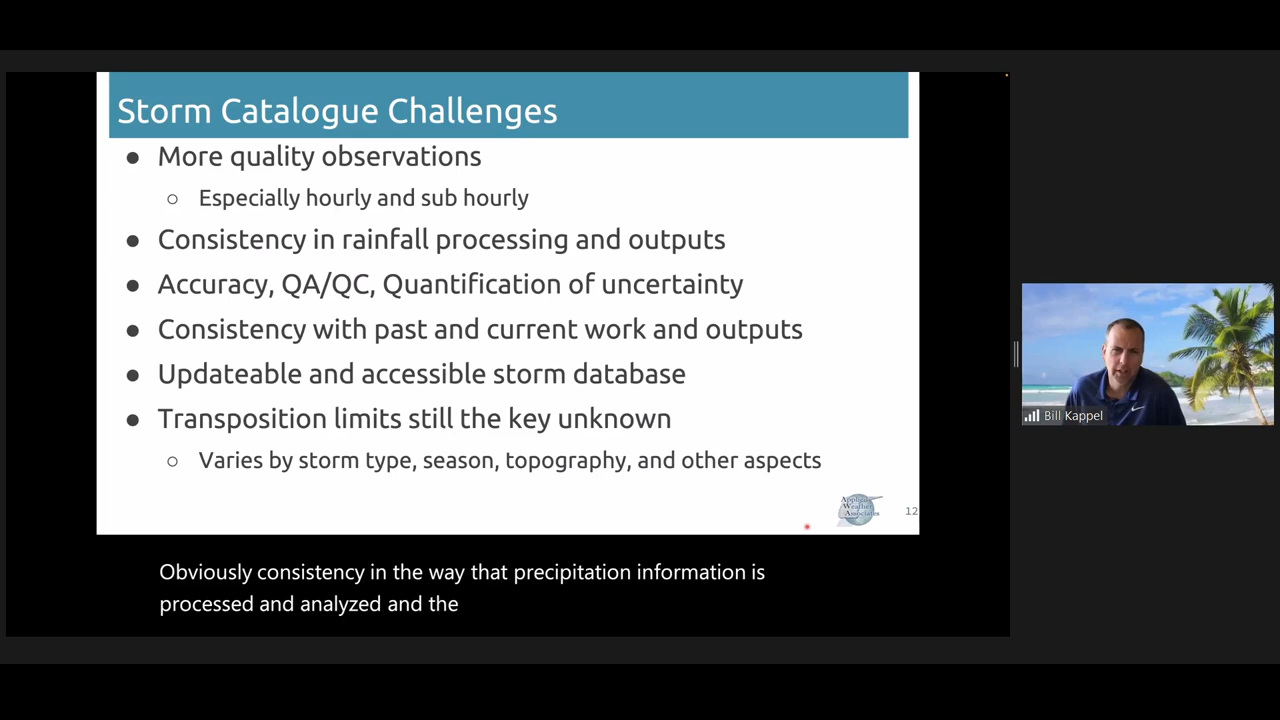 Storm Catalogue Challenges
● More quality observations
○ Especially hourly and sub hourly
● Consistency in rainfall processing and outputs
● Accuracy, QA/QC, Quantification of uncertainty
● Consistency with past and current work and outputs
● Updateable and accessible storm database
● Transposition limits still the key unknown
○ Varies by storm type, season, topography, and other aspects
Applied
Weather
Associates
12
Bill Kappel
Obviously consistency in the way that precipitation information is
processed and analyzed and the